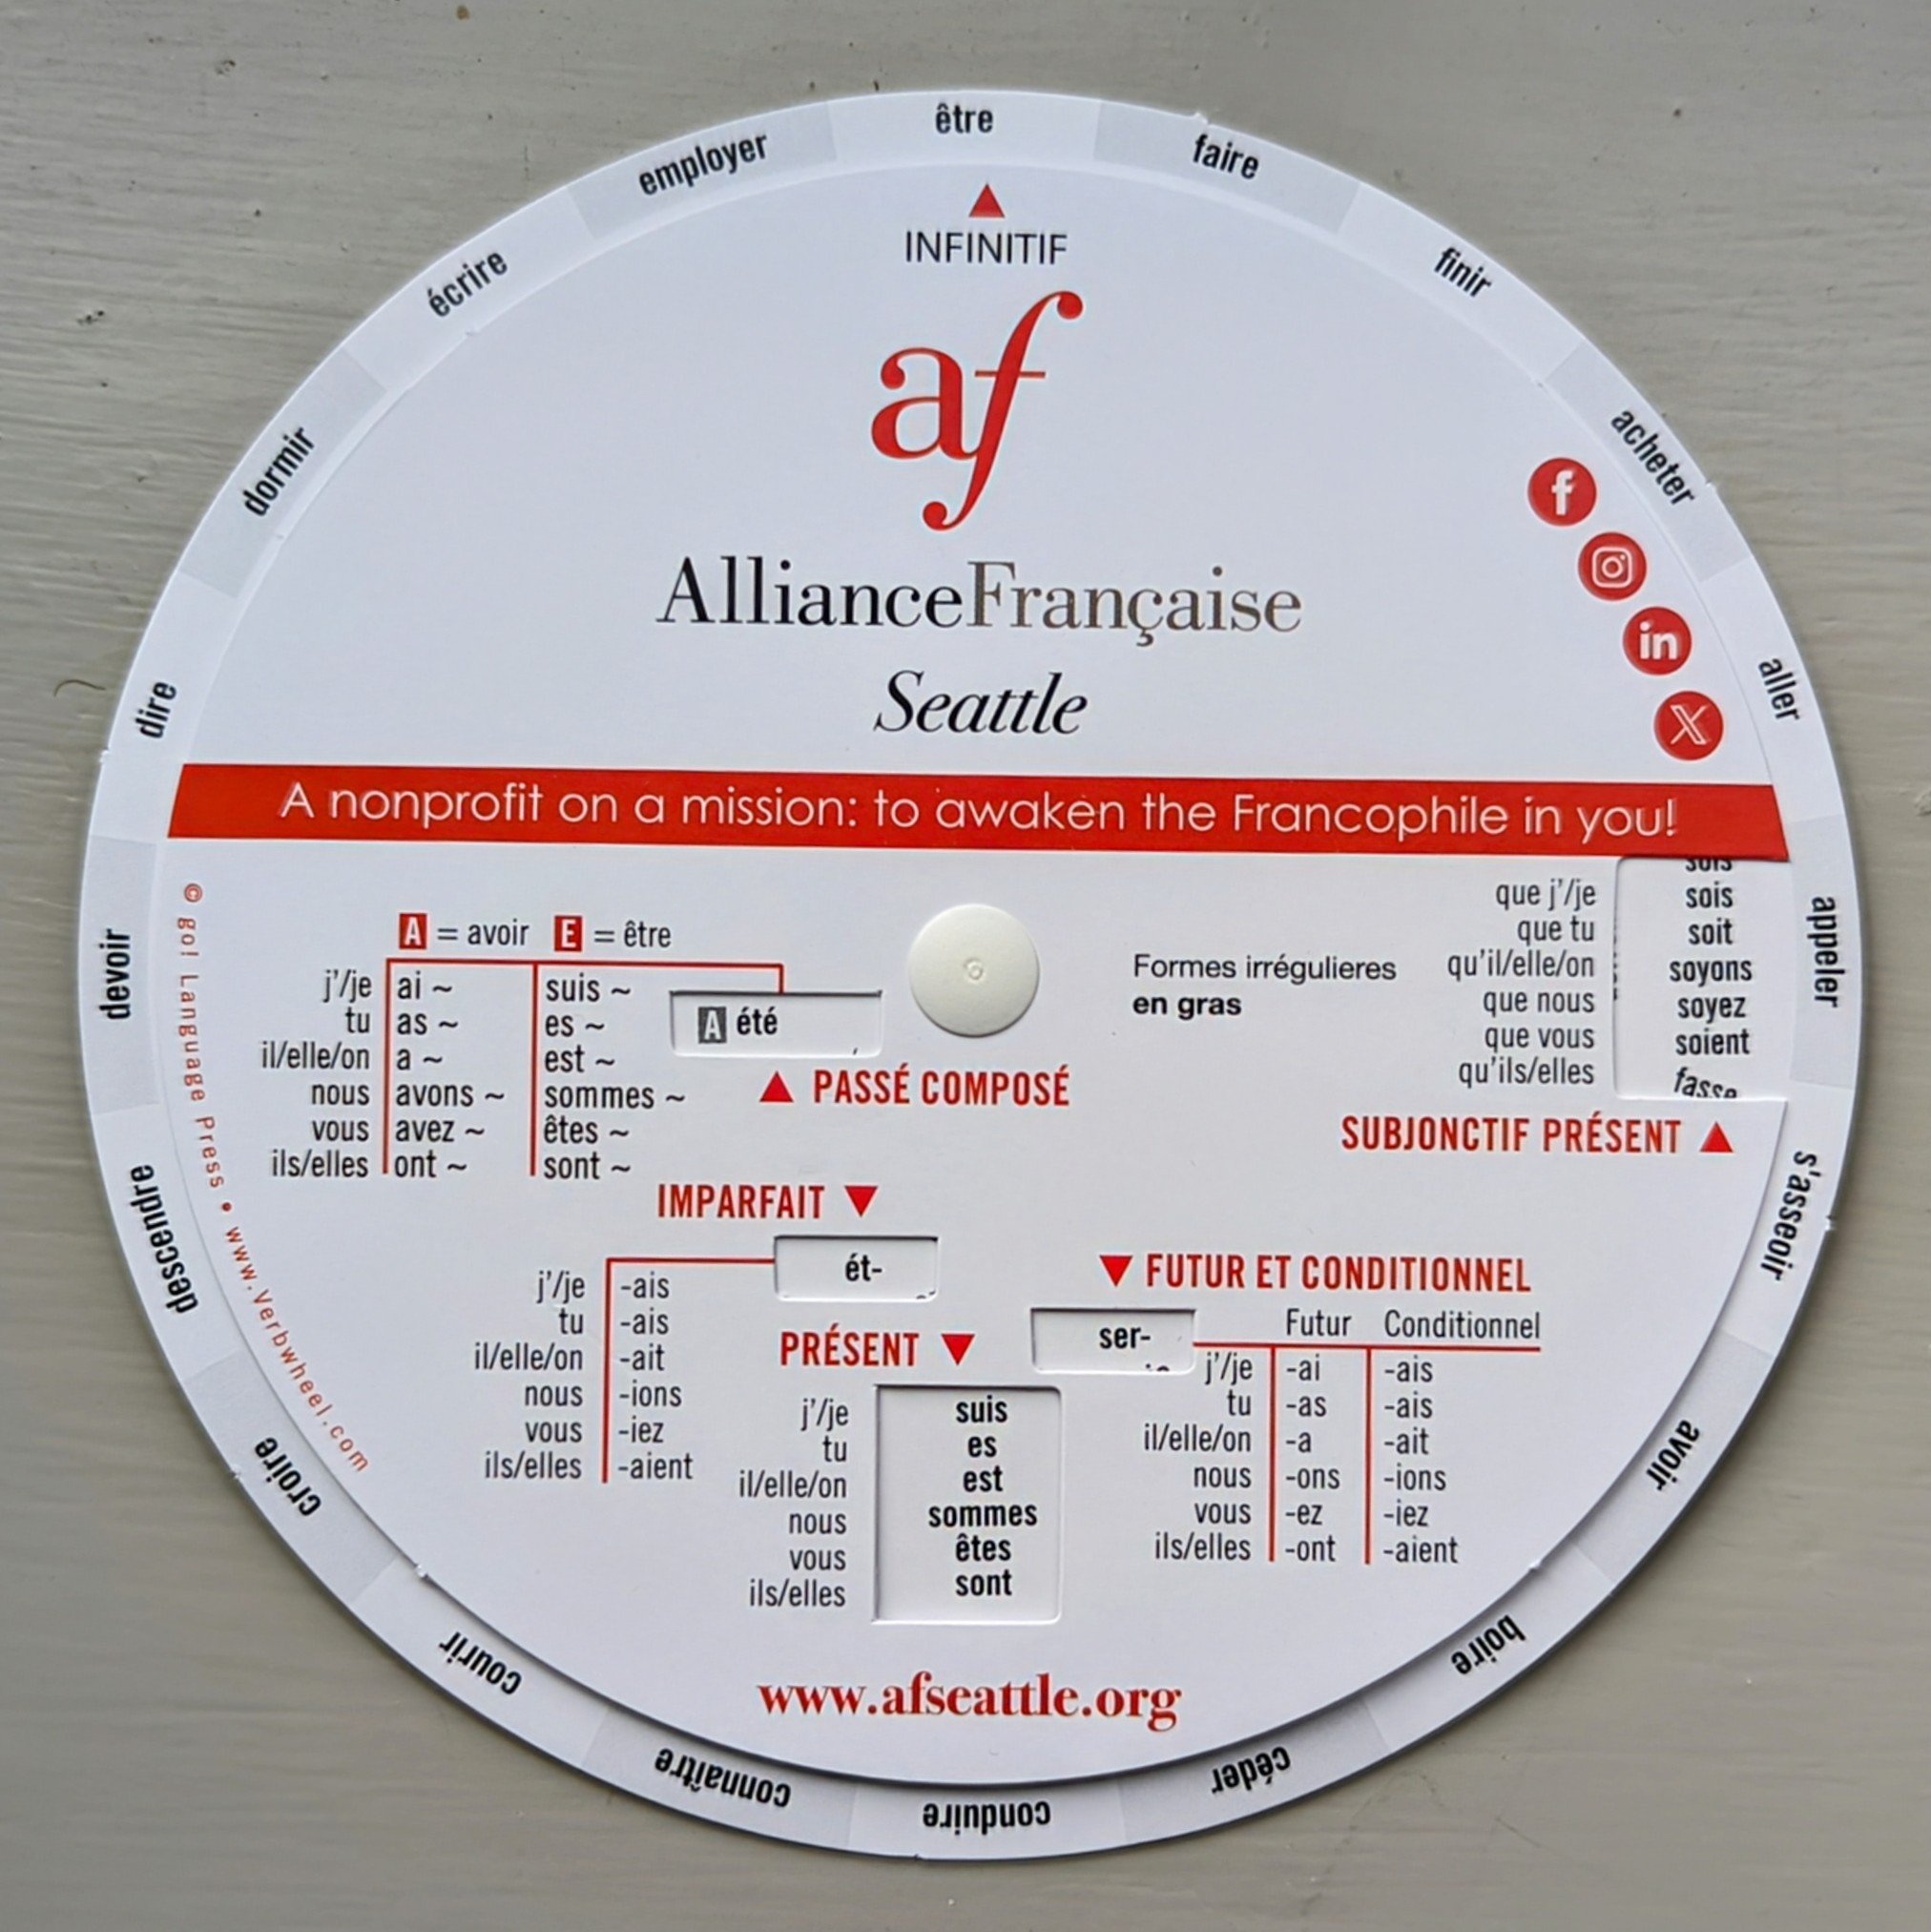 être
faire
finir
acheter
aller
appeler
s'asseoir
avoir
boire
céder
conduire
connaître
courir
croire
descendre
devoir
dire
dormir
écrire
employer
INFINITIF
af
AllianceFrançaise
Seattle
A nonprofit on a mission: to awaken the Francophile in you!
© go! Language Press • www.Verbwheel.com
A = avoir E = être
j'/je ai ~ suis ~
tu as ~ es ~
il/elle/on a ~ est ~
nous avons ~ sommes ~
vous avez ~ êtes ~
ils/elles ont ~ sont ~
A été
PASSÉ COMPOSÉ
Formes irrégulieres
en gras
suis
que j'/je sois
que tu soit
qu'il/elle/on soyons
que nous soyez
que vous soient
qu'ils/elles fasse
SUBJONCTIF PRÉSENT
IMPARFAIT
ét-
j'/je -ais
tu -ais
il/elle/on -ait
nous -ions
vous -iez
ils/elles -aient
PRÉSENT
j'/je suis
tu es
il/elle/on est
nous sommes
vous êtes
ils/elles sont
FUTUR ET CONDITIONNEL
ser-
Futur Conditionnel
j'/je -ai -ais
tu -as -ais
il/elle/on -a -ait
nous -ons -ions
vous -ez -iez
ils/elles -ont -aient
www.afseattle.org